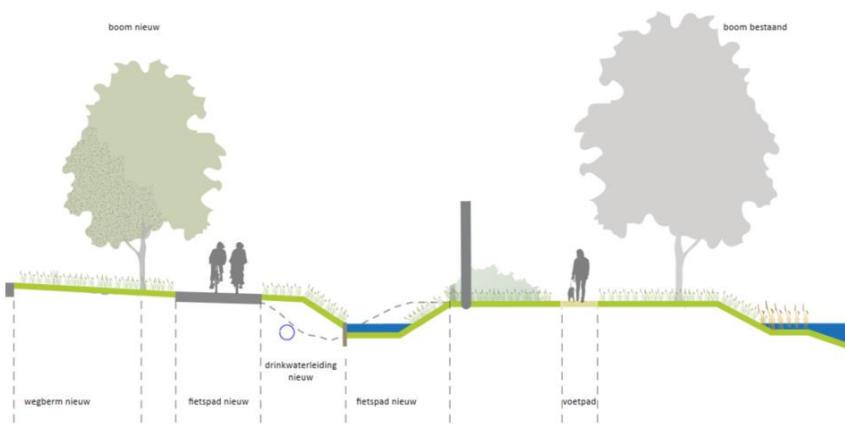 boom nieuw
boom bestaand
drinkwaterleiding
nieuw
wegberm nieuw
fietspad nieuw
fietspad nieuw
voetpad